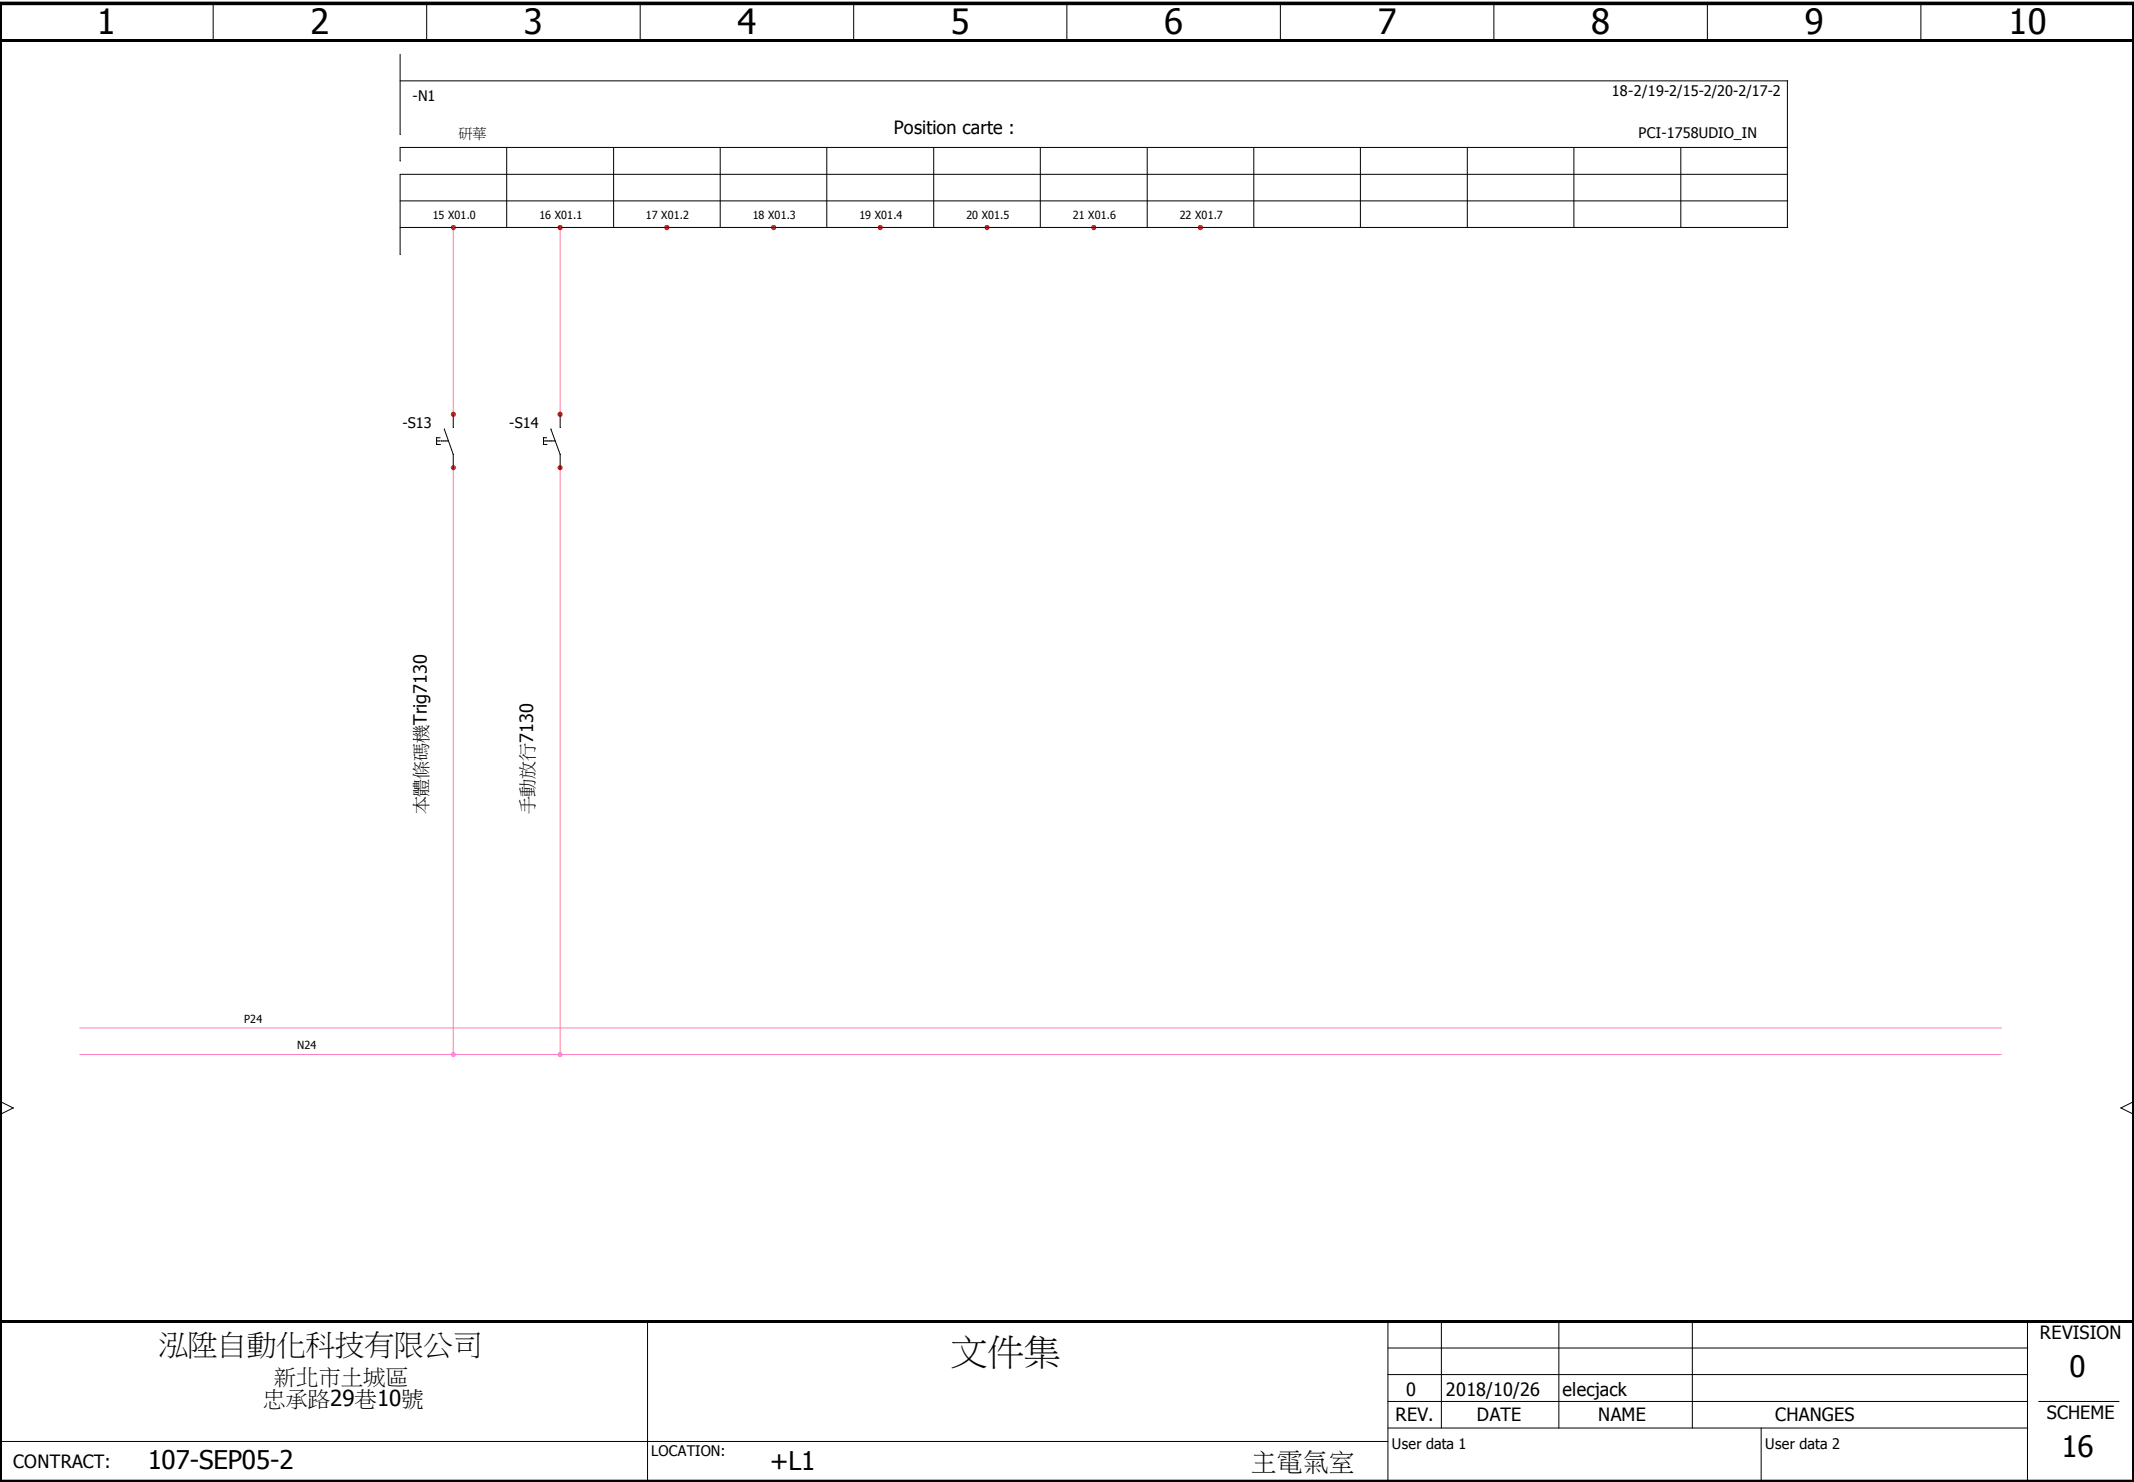 1 2 3 4 5 6 7 8 9 10
-N1
18-2/19-2/15-2/20-2/17-2
研華
Position carte :
PCI-1758UDIO_IN
15 X01.0 16 X01.1 17 X01.2 18 X01.3 19 X01.4 20 X01.5 21 X01.6 22 X01.7
-S13
-S14
本體條碼機Trig7130
手動放行7130
P24
N24
泓陞自動化科技有限公司
新北市土城區
忠承路29巷10號
CONTRACT: 107-SEP05-2
文件集
LOCATION: +L1 主電氣室
0 2018/10/26 elecjack
REV. DATE NAME CHANGES
User data 1
User data 2
REVISION
0
SCHEME
16